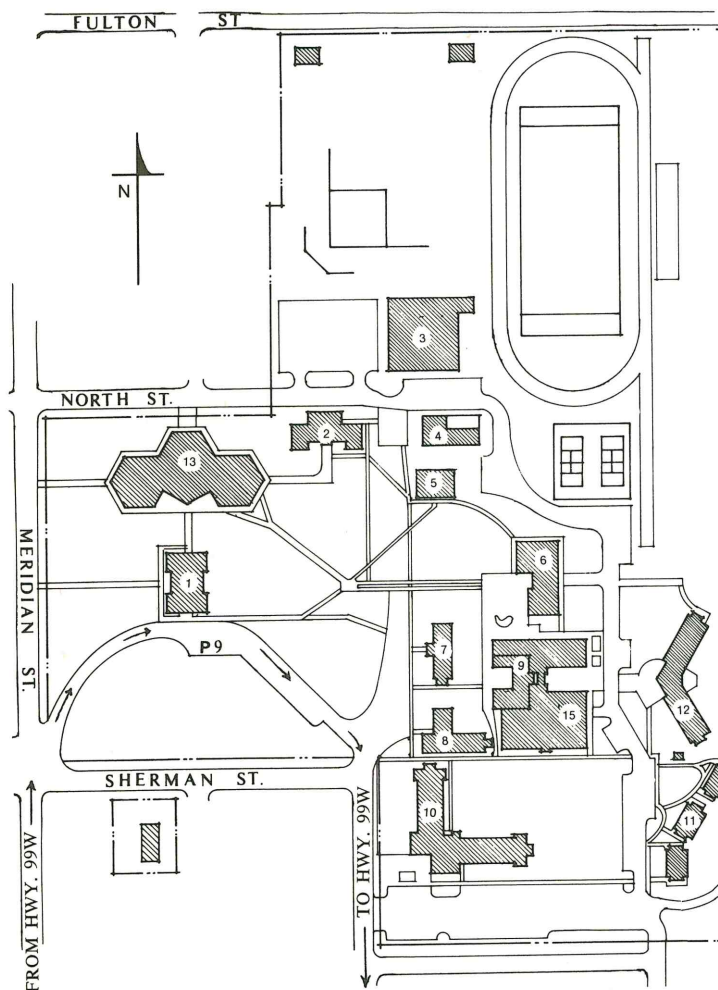 FULTON ST
N
3
NORTH ST.
2
4
13
5
6
MERIDIAN ST.
1
P 9
7
9
12
15
8
SHERMAN ST.
10
11
FROM HWY. 99W
TO HWY. 99W